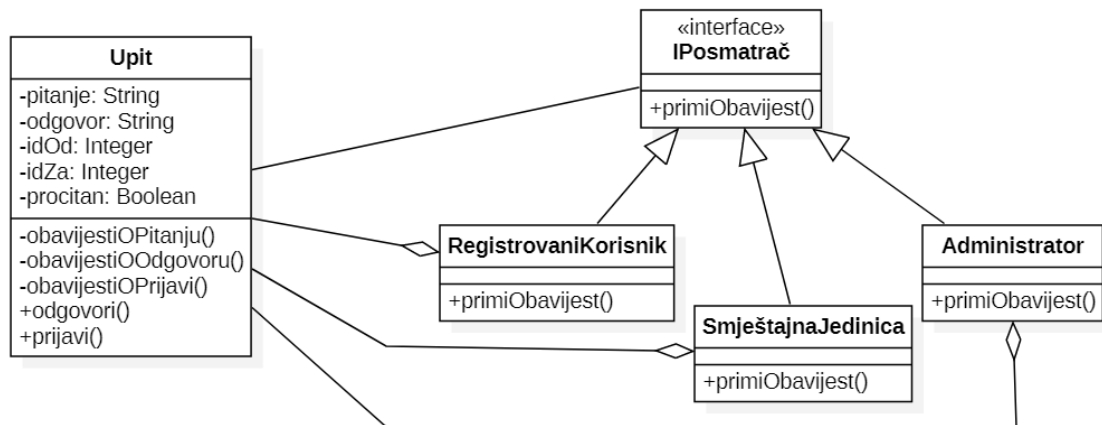 Upit
-pitanje: String
-odgovor: String
-idOd: Integer
-idZa: Integer
-procitan: Boolean
-obavijestiOPitanju()
-obavijestiOOdgovoru()
-obavijestiOPrijavi()
+odgovori()
+prijavi()
«interface»
IPosmatrač
+primiObavijest()
RegistrovaniKorisnik
+primiObavijest()
SmještajnaJedinica
+primiObavijest()
Administrator
+primiObavijest()